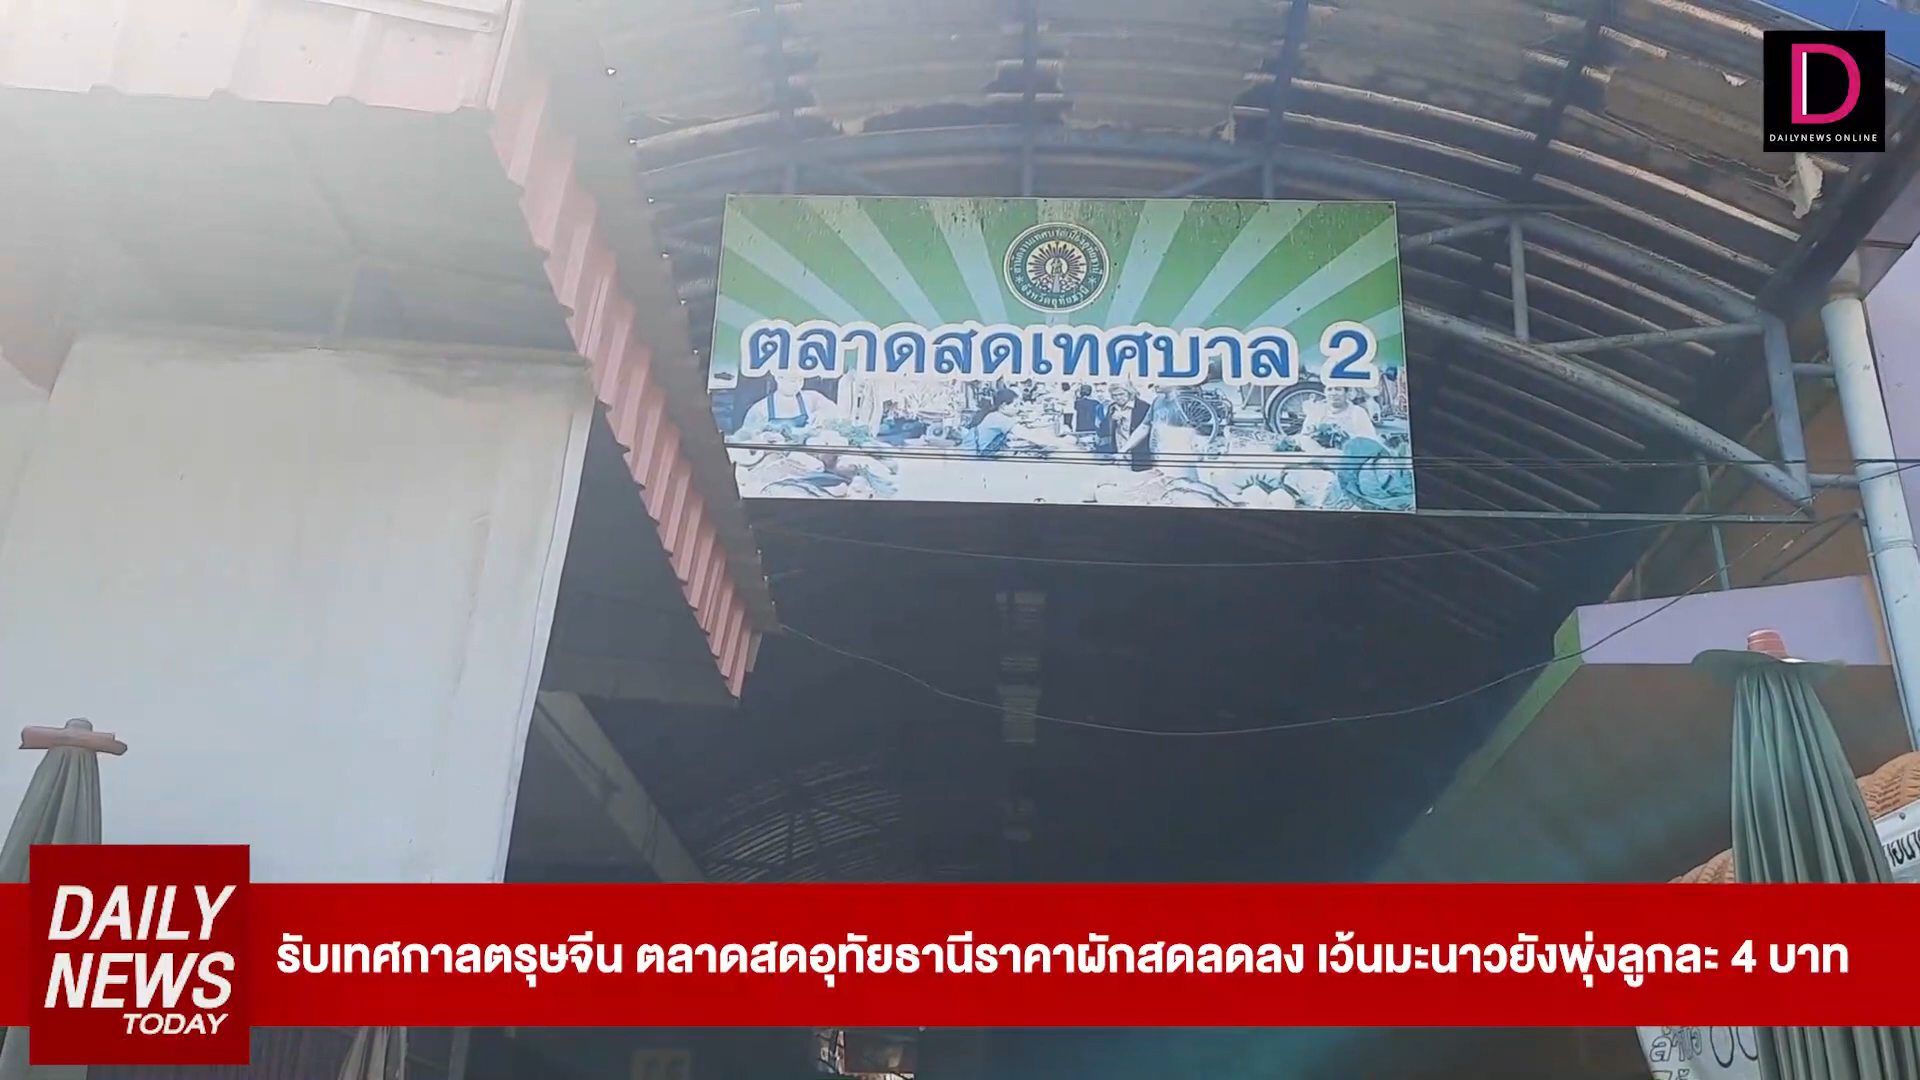 D
DAILYNEWS ONLINE
ตลาดสดเทศบาล 2
DAILY
NEWS
TODAY
รับเทศกาลตรุษจีน ตลาดสดอุทัยธานีราคาผักสดลดลง เว้นมะนาวยังพุ่งลูกละ 4 บาท